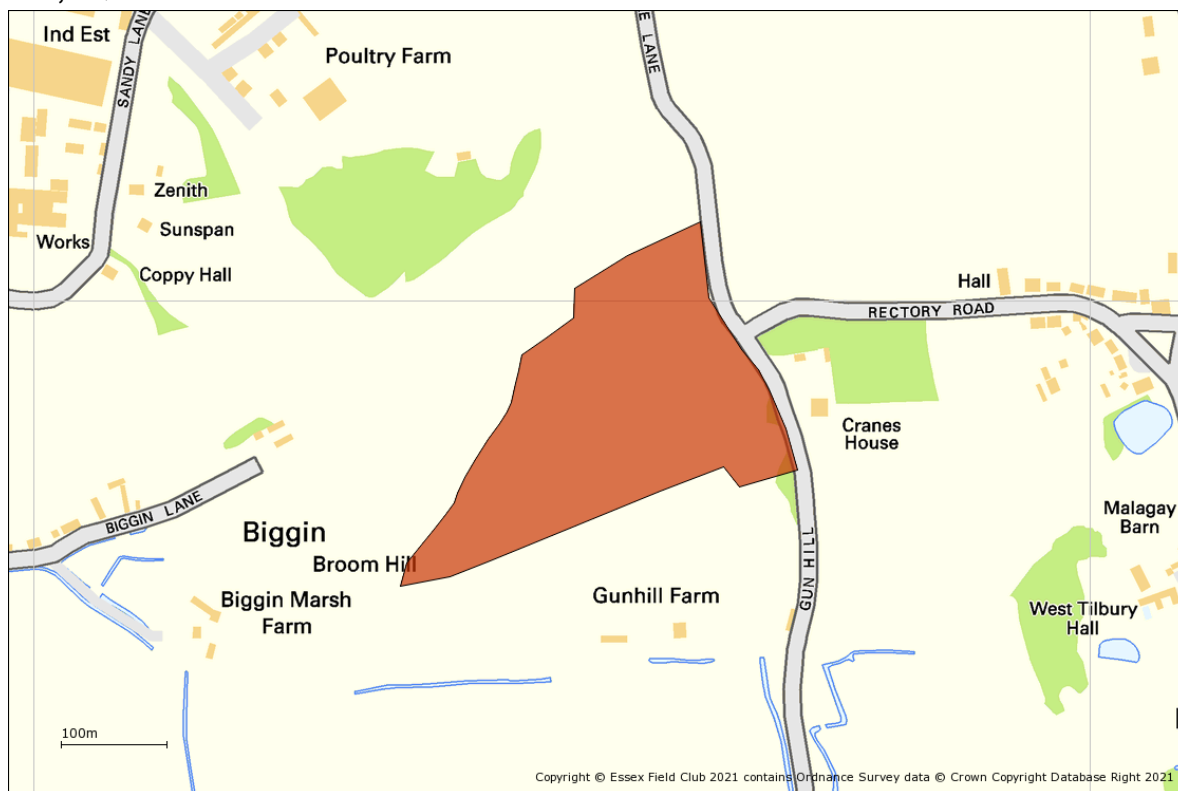 Ind Est
SANDY LANE
Poultry Farm
E LANE
Zenith
Sunspan
Works
Coppy Hall
Hall
RECTORY ROAD
Cranes
House
BIGGIN LANE
Biggin
Broom Hill
Malagay
Barn
GUN HILL
Biggin Marsh
Farm
Gunhill Farm
West Tilbury
Hall
100m
Copyright © Essex Field Club 2021 contains Ordnance Survey data © Crown Copyright Database Right 2021